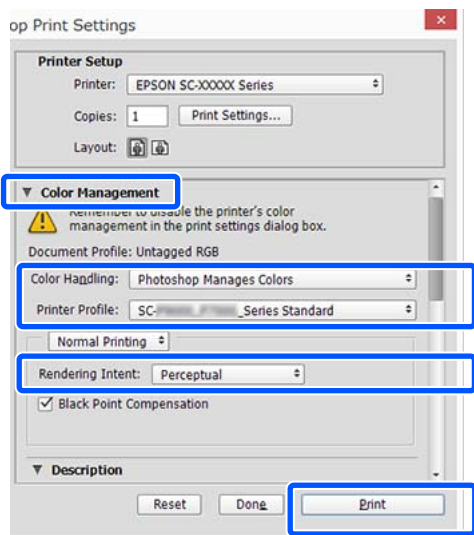 op Print Settings
Printer Setup
Printer: EPSON SC-XXXXX Series
Copies: 1 Print Settings...
Layout:
Color Management
Remember to disable the printer's color
management in the print settings dialog box.
Document Profile: Untagged RGB
Color Handling: Photoshop Manages Colors
Printer Profile: SC- _Series Standard
Normal Printing
Rendering Intent: Perceptual
Black Point Compensation
Description
Reset Done Print